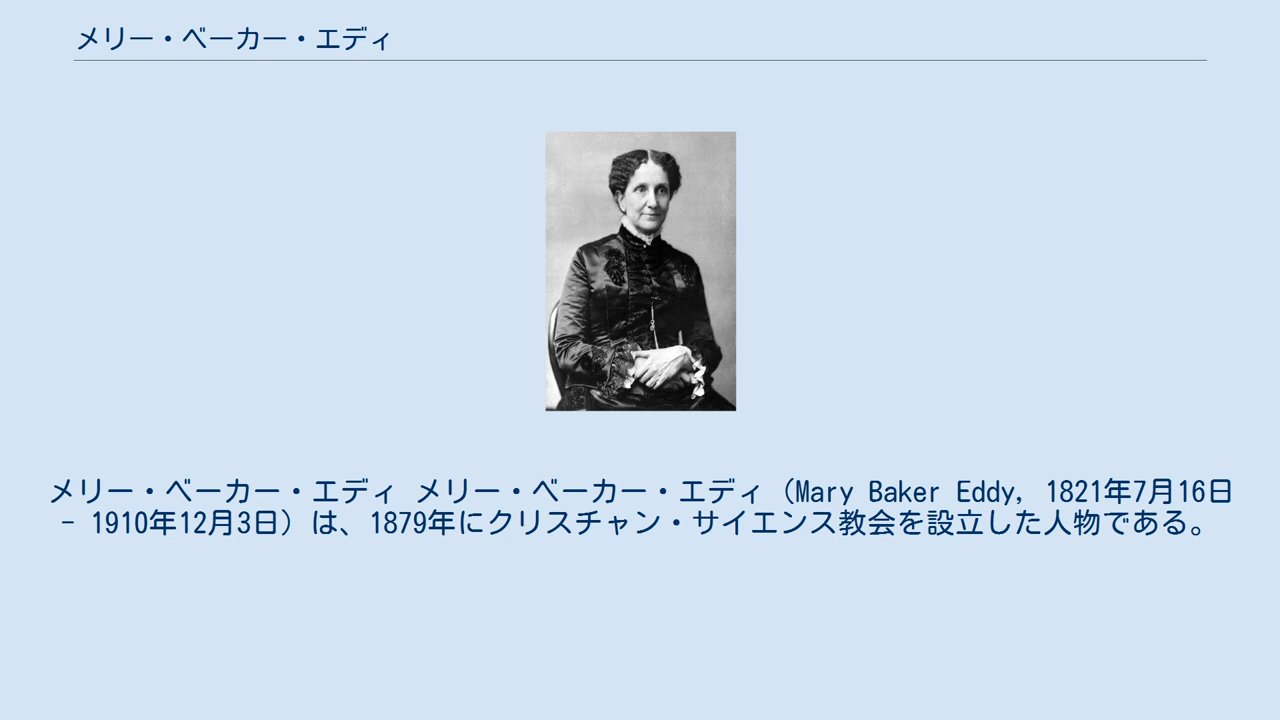 メリー・ベーカー・エディ
メリー・ベーカー・エディ メリー・ベーカー・エディ（Mary Baker Eddy, 1821年7月16日
- 1910年12月3日）は、1879年にクリスチャン・サイエンス教会を設立した人物である。